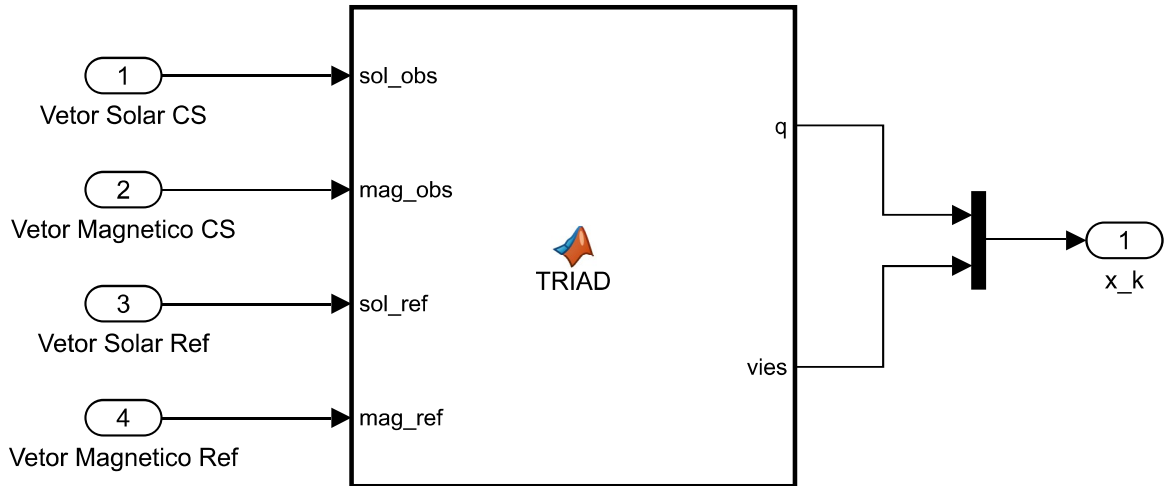 1
sol_obs
Vetor Solar CS
q
2
mag_obs
Vetor Magnetico CS
1
TRIAD
x_k
3
sol_ref
Vetor Solar Ref
vies
4
mag_ref
Vetor Magnetico Ref